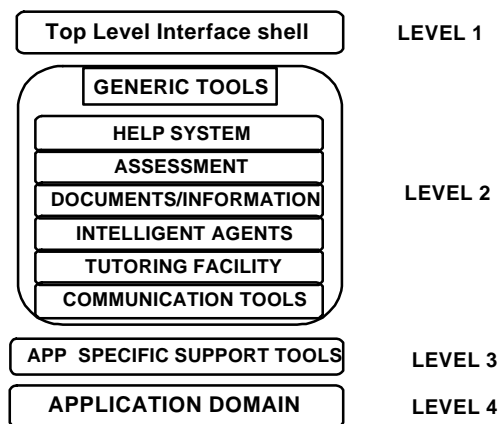 Top Level Interface shell LEVEL 1
GENERIC TOOLS
HELP SYSTEM
ASSESSMENT
DOCUMENTS/INFORMATION LEVEL 2
INTELLIGENT AGENTS
TUTORING FACILITY
COMMUNICATION TOOLS
APP SPECIFIC SUPPORT TOOLS LEVEL 3
APPLICATION DOMAIN LEVEL 4